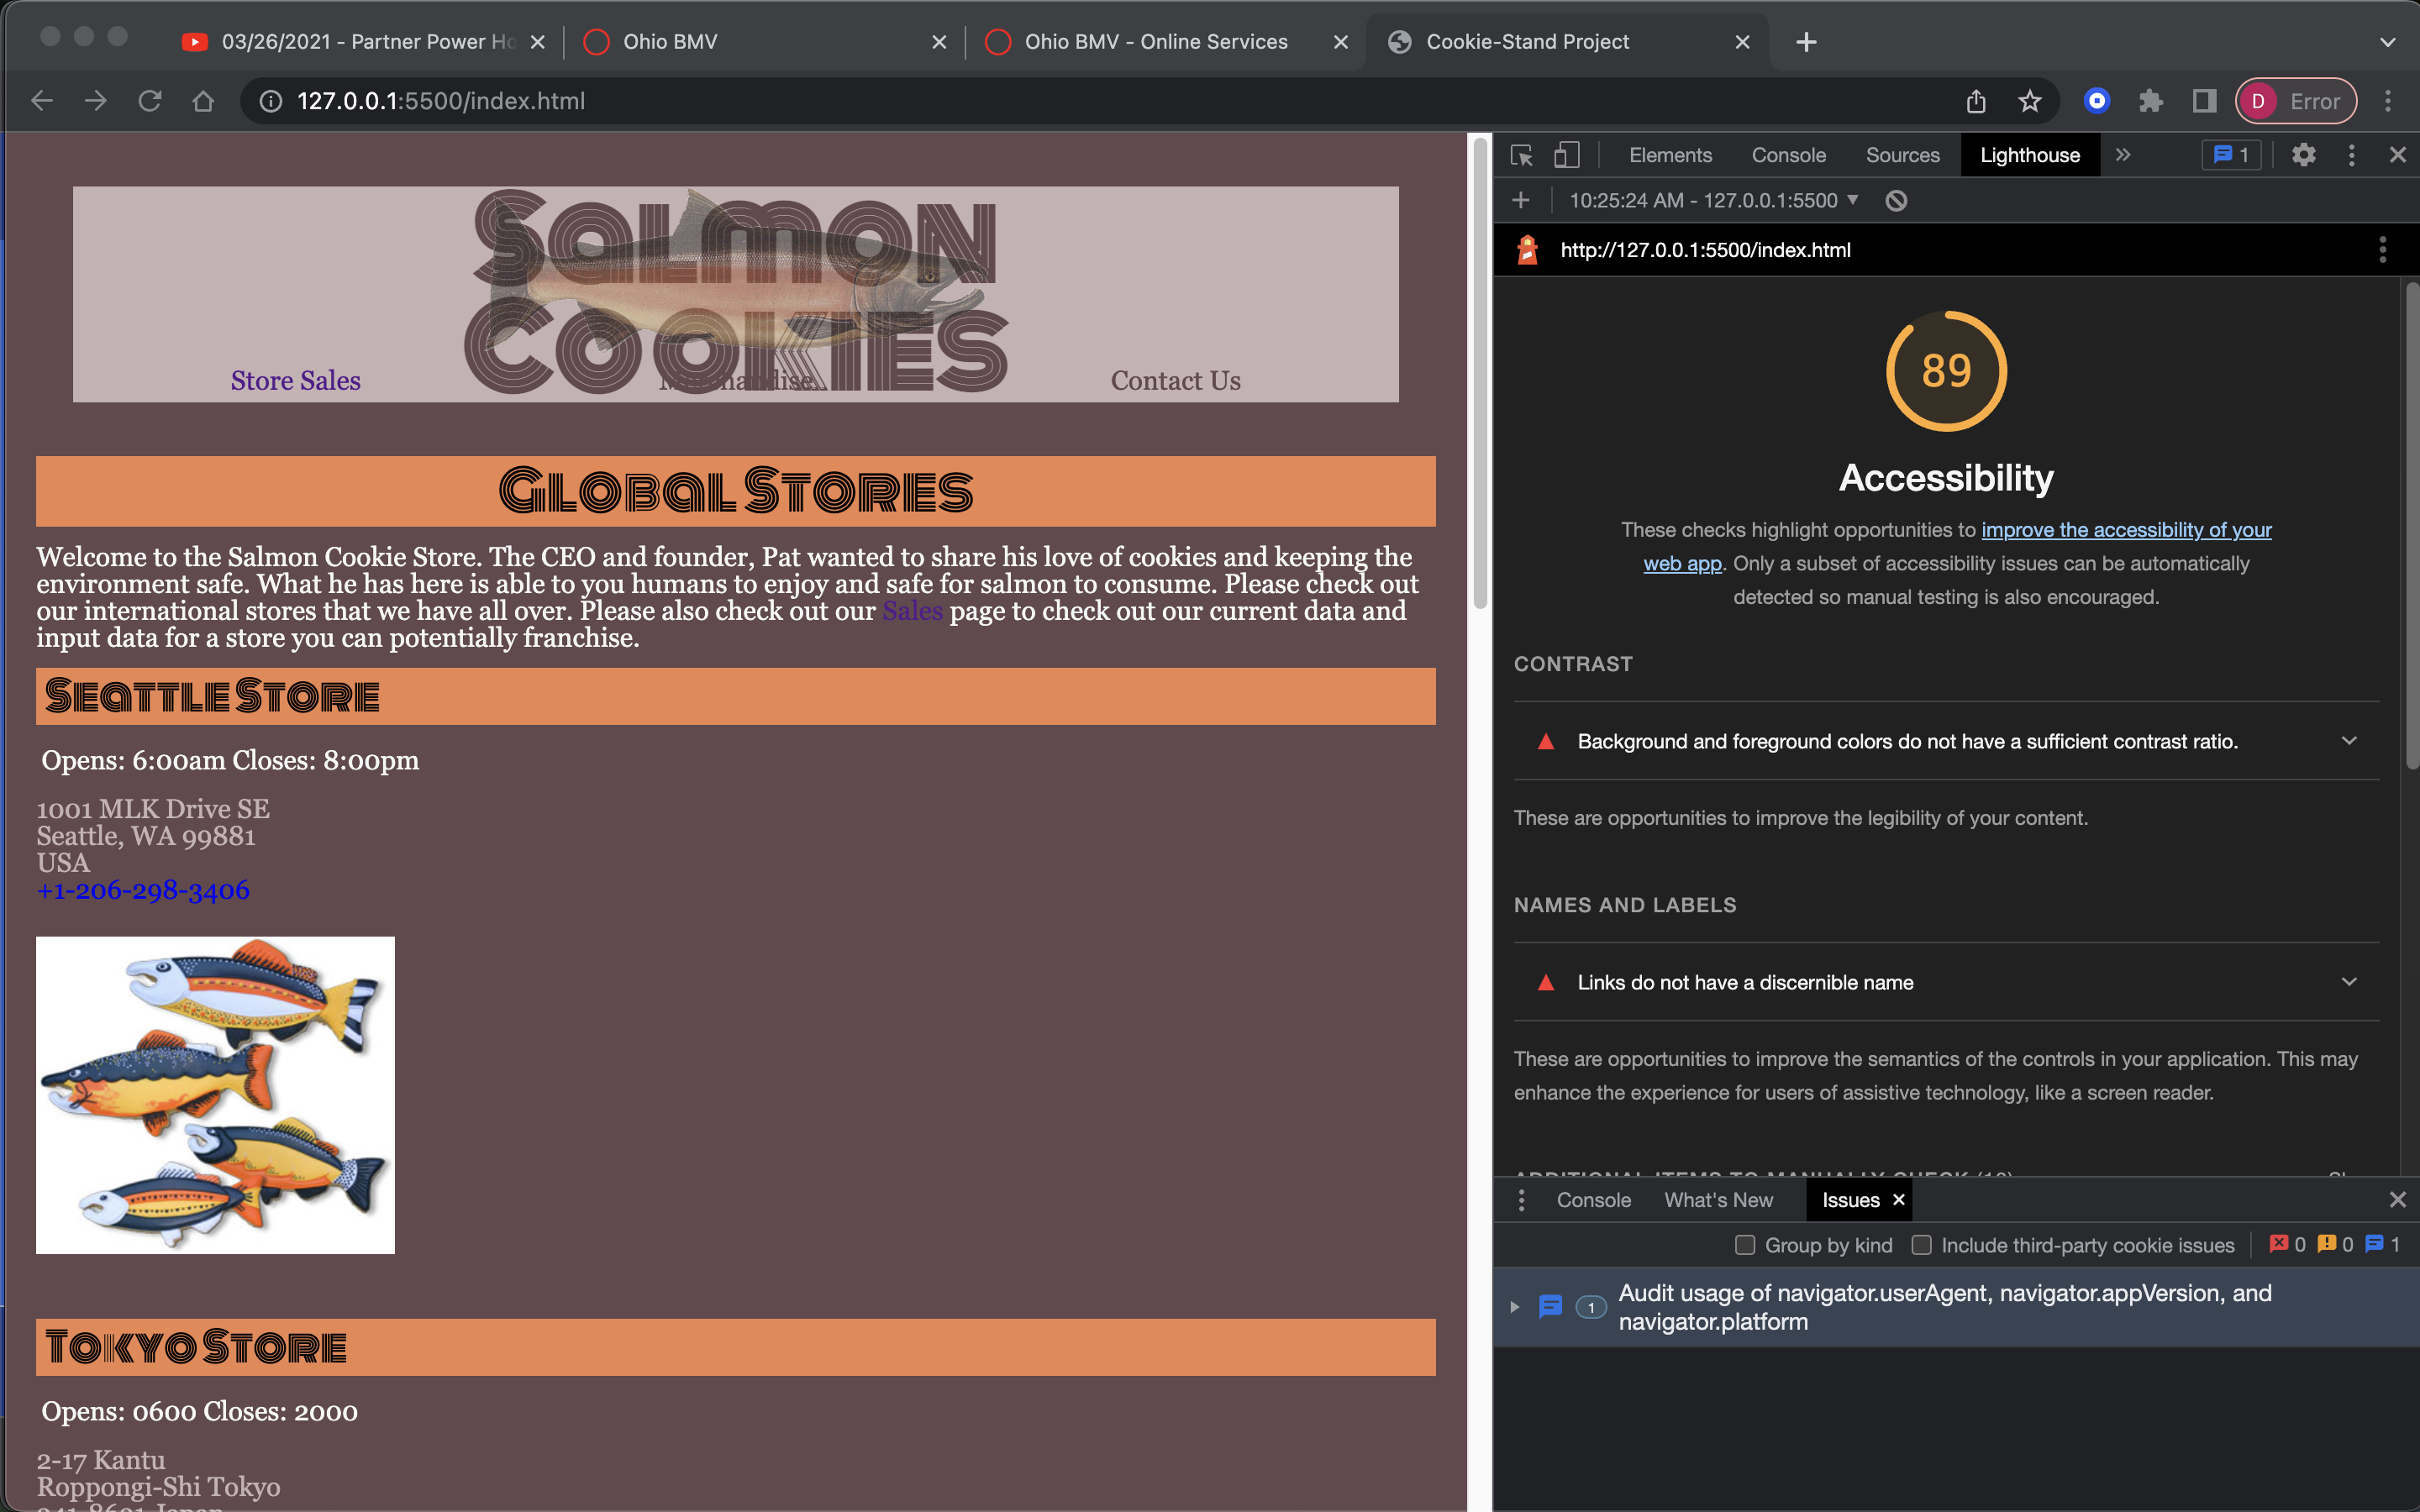 03/26/2021 - Partner Power Ho
Ohio BMV
Ohio BMV - Online Services
Cookie-Stand Project
127.0.0.1:5500/index.html
D Error
Salmon
Cookies
Store Sales
Merchandise
Contact Us
Global Stores
Welcome to the Salmon Cookie Store. The CEO and founder, Pat wanted to share his love of cookies and keeping the
environment safe. What he has here is able to you humans to enjoy and safe for salmon to consume. Please check out
our international stores that we have all over. Please also check out our Sales page to check out our current data and
input data for a store you can potentially franchise.
Seattle Store
Opens: 6:00am Closes: 8:00pm
1001 MLK Drive SE
Seattle, WA 99881
USA
+1-206-298-3406
Tokyo Store
Opens: 0600 Closes: 2000
2-17 Kantu
Roppongi-Shi Tokyo
Elements Console Sources Lighthouse 1
10:25:24 AM - 127.0.0.1:5500
http://127.0.0.1:5500/index.html
89
Accessibility
These checks highlight opportunities to improve the accessibility of your
web app. Only a subset of accessibility issues can be automatically
detected so manual testing is also encouraged.
CONTRAST
Background and foreground colors do not have a sufficient contrast ratio.
These are opportunities to improve the legibility of your content.
NAMES AND LABELS
Links do not have a discernible name
These are opportunities to improve the semantics of the controls in your application. This may
enhance the experience for users of assistive technology, like a screen reader.
ADDITIONAL ITEMS TO MANUALLY CHECK (10)
Console What's New Issues
Group by kind Include third-party cookie issues 0 0 1
1 Audit usage of navigator.userAgent, navigator.appVersion, and
navigator.platform